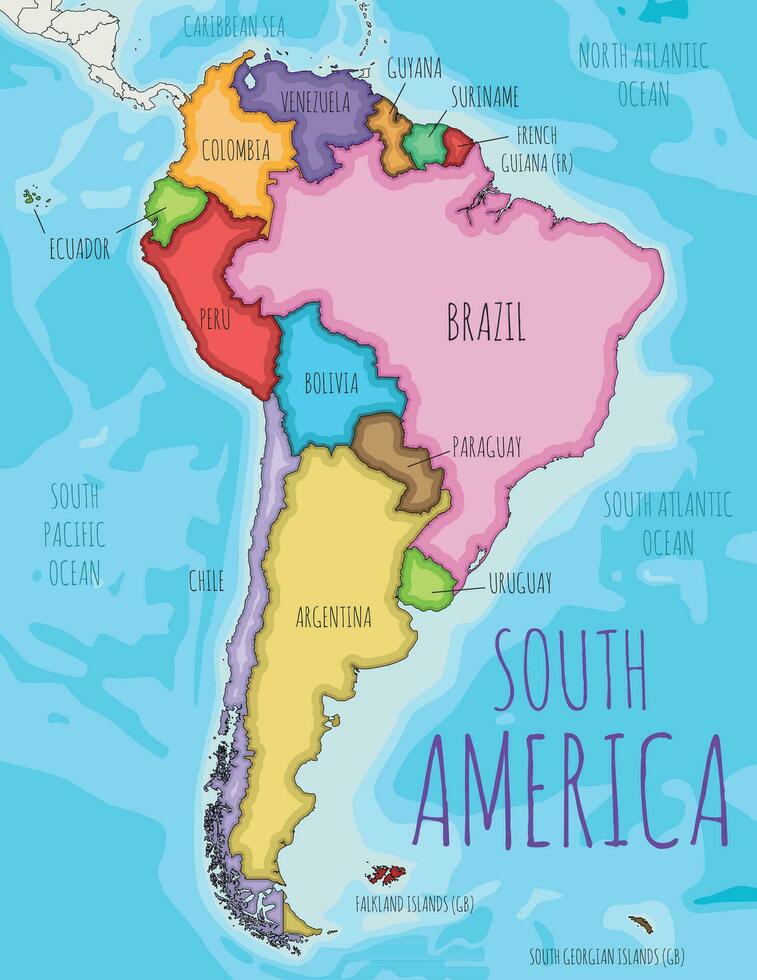 CARIBBEAN SEA
NORTH ATLANTIC
OCEAN
GUYANA
VENEZUELA
SURINAME
COLOMBIA
FRENCH
GUIANA (FR)
ECUADOR
PERU
BRAZIL
BOLIVIA
PARAGUAY
SOUTH
PACIFIC
OCEAN
SOUTH ATLANTIC
OCEAN
CHILE
URUGUAY
ARGENTINA
SOUTH
AMERICA
FALKLAND ISLANDS (GB)
SOUTH GEORGIAN ISLANDS (GB)